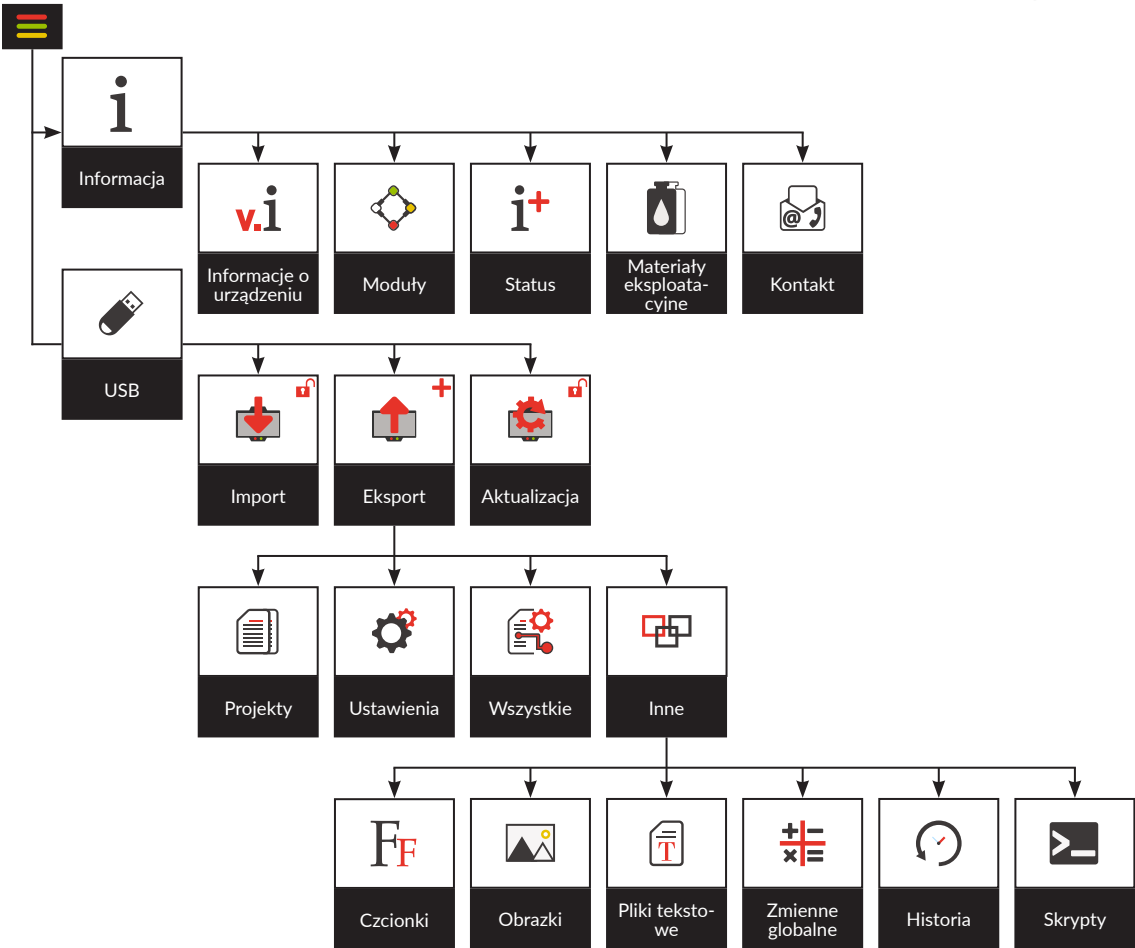 i
Informacja
v.i
Informacje o
urządzeniu
Moduły
i+
Status
Materiały
eksploata-
cyjne
@
Kontakt
USB
Import
+
Eksport
Aktualizacja
Projekty
Ustawienia
Wszystkie
Inne
FF
Czcionki
Obrazki
T
Pliki teksto-
we
+-
×=
Zmienne
globalne
Historia
>_
Skrypty